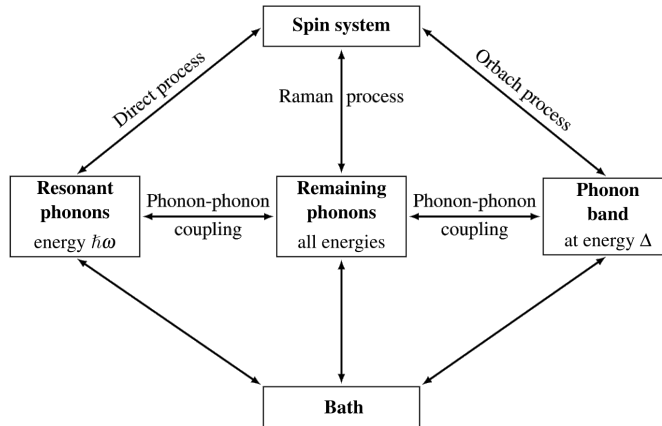 Spin system
Direct process
Raman process
Orbach process
Resonant
phonons
energy ℏω
Phonon-phonon
coupling
Remaining
phonons
all energies
Phonon-phonon
coupling
Phonon
band
at energy Δ
Bath